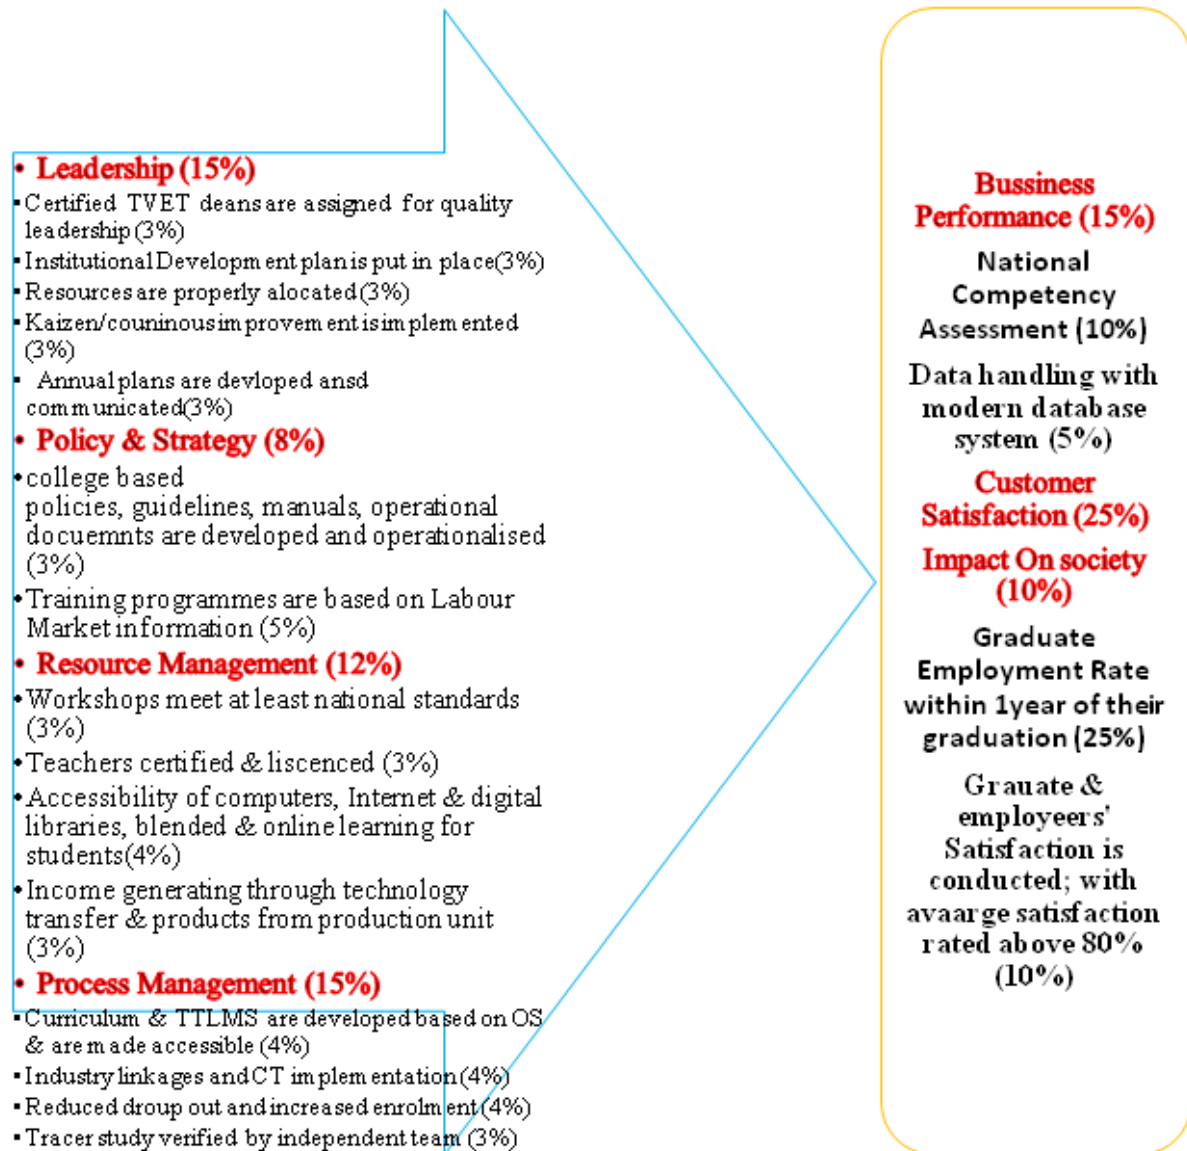 • Leadership (15%)
▪Certified TVET deans are assigned for quality
leadership (3%)
▪Institutional Development plan is put in place(3%)
▪Resources are properly alocated (3%)
▪Kaizen/couninous improvement is implemented
(3%)
▪ Annual plans are devloped ansd
communicated(3%)
• Policy & Strategy (8%)
•college based
policies, guidelines, manuals, operational
docuemnts are developed and operationalised
(3%)
•Training programmes are based on Labour
Market information (5%)
• Resource Management (12%)
•Workshops meet at least national standards
(3%)
•Teachers certified & liscenced (3%)
•Accessibility of computers, Internet & digital
libraries, blended & online learning for
students(4%)
•Income generating through technology
transfer & products from production unit
(3%)
• Process Management (15%)
▪Curriculum & TTLMS are developed based on OS
& are made accessible (4%)
▪Industry linkages and CT implementation (4%)
▪Reduced droup out and increased enrolment (4%)
▪Tracer study verified by independent team (3%)
Bussiness
Performance (15%)
National
Competency
Assessment (10%)
Data handling with
modern database
system (5%)
Customer
Satisfaction (25%)
Impact On society
(10%)
Graduate
Employment Rate
within 1year of their
graduation (25%)
Grauate &
employeers'
Satisfaction is
conducted; with
avaarge satisfaction
rated above 80%
(10%)